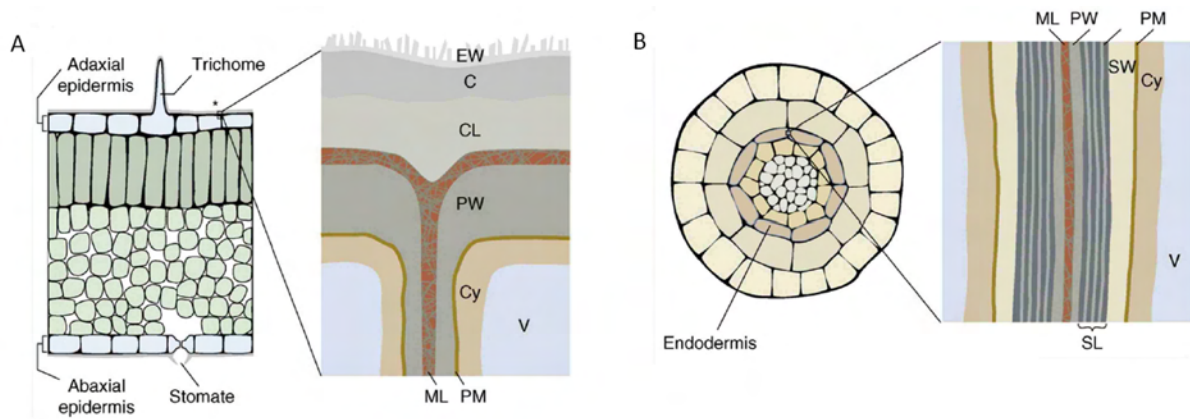 A
Adaxial
epidermis
Trichome
*
EW
C
CL
PW
Cy
V
ML PM
Abaxial
epidermis
Stomate
B
ML PW PM
SW
Cy
V
SL
Endodermis